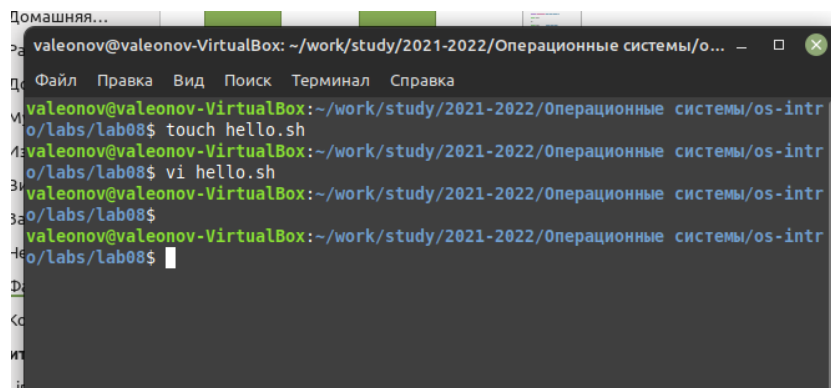 Домашняя...
valeonov@valeonov-VirtualBox: ~/work/study/2021-2022/Операционные системы/о...
Файл Правка Вид Поиск Терминал Справка
valeonov@valeonov-VirtualBox:~/work/study/2021-2022/Операционные системы/os-intr
o/labs/lab08$ touch hello.sh
valeonov@valeonov-VirtualBox:~/work/study/2021-2022/Операционные системы/os-intr
o/labs/lab08$ vi hello.sh
valeonov@valeonov-VirtualBox:~/work/study/2021-2022/Операционные системы/os-intr
o/labs/lab08$
valeonov@valeonov-VirtualBox:~/work/study/2021-2022/Операционные системы/os-intr
o/labs/lab08$